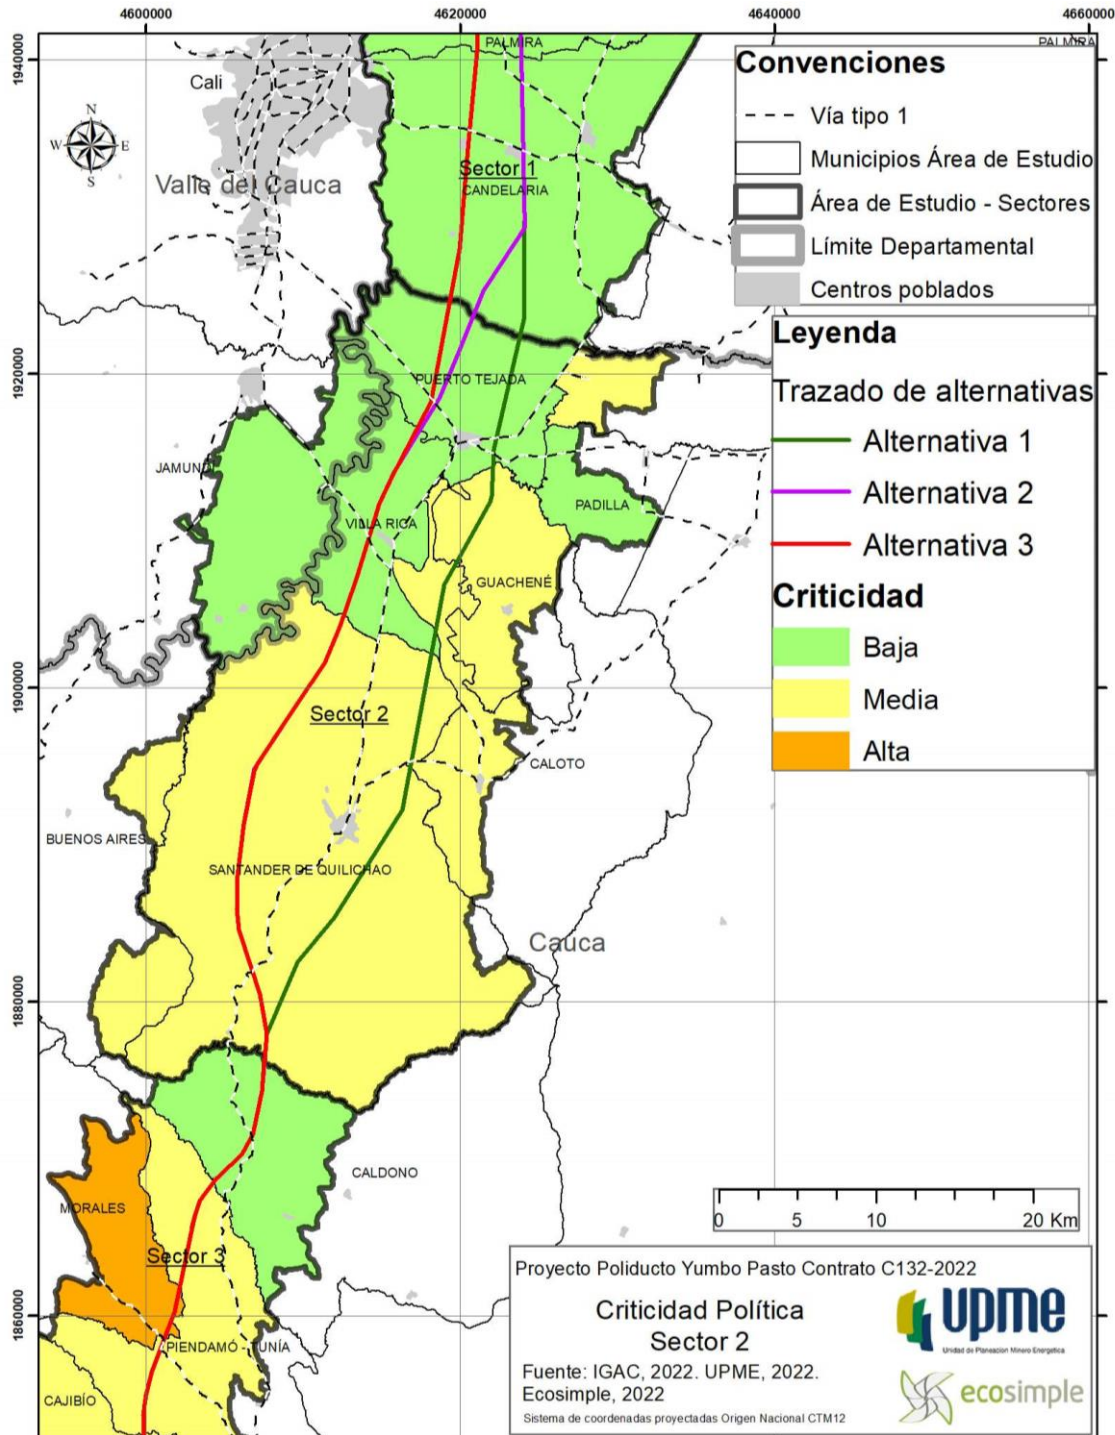 4600000
4620000
4640000
4660000
1940000
1920000
1900000
1880000
1860000
N
W
E
S
PALMIRA
PALMIRA
Cali
Valle del Cauca
Sector 1
CANDELARIA
PUERTO TEJADA
JAMUNDÍ
VILLA RICA
PADILLA
GUACHENÉ
Sector 2
CALOTO
BUENOS AIRES
SANTANDER DE QUILICHAO
Cauca
CALDONO
MORALES
Sector 3
PIENDAMÓ - TUNÍA
CAJIBÍO
Convenciones
Vía tipo 1
Municipios Área de Estudio
Área de Estudio - Sectores
Límite Departamental
Centros poblados
Leyenda
Trazado de alternativas
Alternativa 1
Alternativa 2
Alternativa 3
Criticidad
Baja
Media
Alta
0 5 10 20 Km
Proyecto Poliducto Yumbo Pasto Contrato C132-2022
Criticidad Política
Sector 2
Fuente: IGAC, 2022. UPME, 2022.
Ecosimple, 2022
Sistema de coordenadas proyectadas Origen Nacional CTM12
upme
Unidad de Planeación Minero Energética
ecosimple